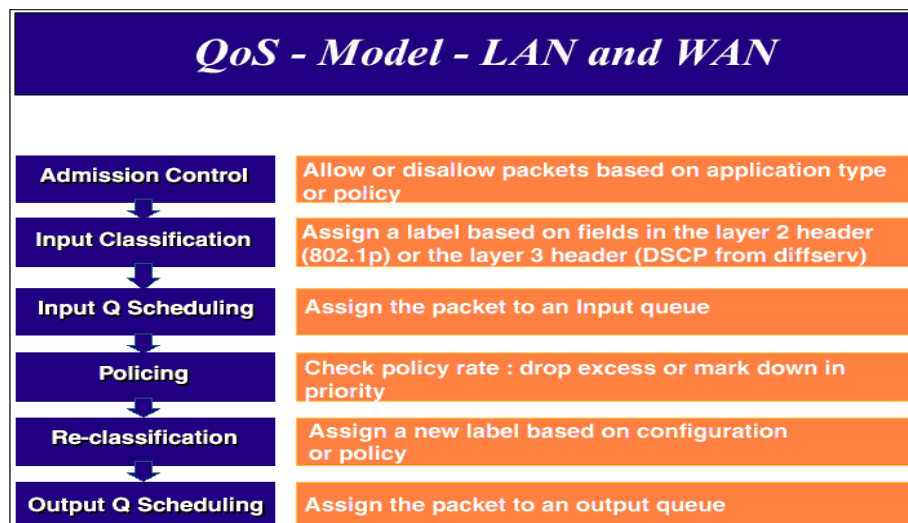 QoS - Model - LAN and WAN
Admission Control
Allow or disallow packets based on application type
or policy
Input Classification
Assign a label based on fields in the layer 2 header
(802.1p) or the layer 3 header (DSCP from diffserv)
Input Q Scheduling
Assign the packet to an Input queue
Policing
Check policy rate : drop excess or mark down in
priority
Re-classification
Assign a new label based on configuration
or policy
Output Q Scheduling
Assign the packet to an output queue